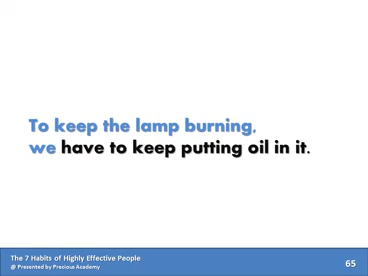 To keep the lamp burning,
we have to keep putting oil in it.
The 7 Habits of Highly Effective People
@ Presented by Precious Academy
65